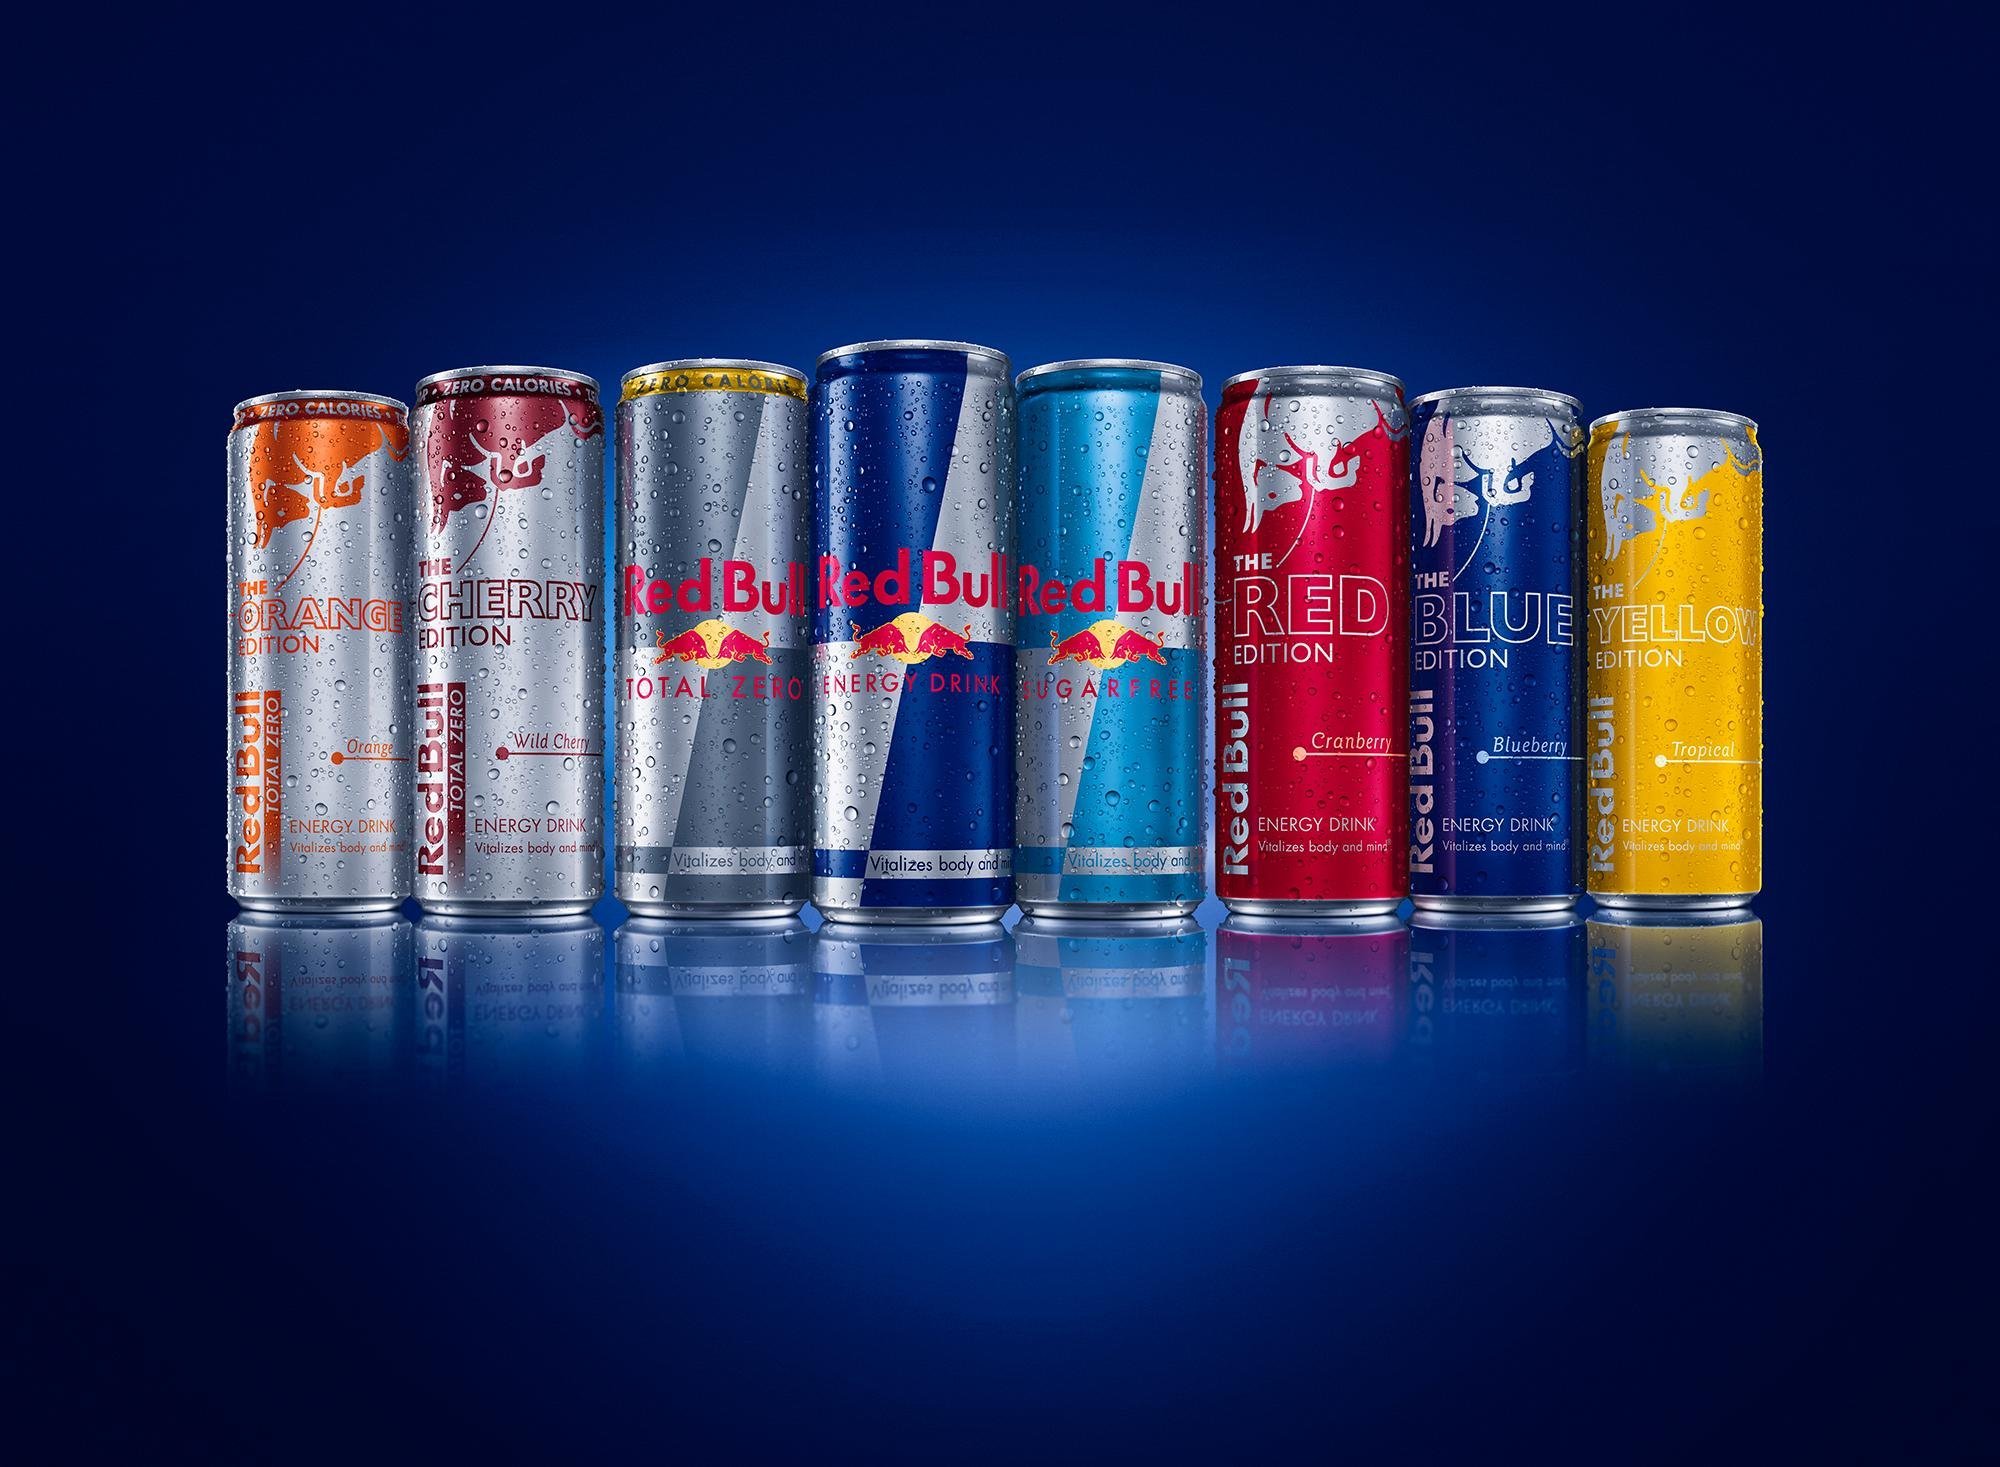 ZERO CALORIES
THE
ORANGE
EDITION
Red Bull
TOTAL ZERO
Orange
ENERGY DRINK
Vitalizes body and mind
ZERO CALORIES
THE
CHERRY
EDITION
Red Bull
TOTAL ZERO
Wild Cherry
ENERGY DRINK
Vitalizes body and mind
ZERO CALORIE
Red Bull
TOTAL ZERO
Vitalizes body and
Red Bull
ENERGY DRINK
Vitalizes body and
Red Bull
SUGARFREE
Vitalizes body and
THE
RED
EDITION
Red Bull
Cranberry
ENERGY DRINK
Vitalizes body and mind®
THE
BLUE
EDITION
Red Bull
Blueberry
ENERGY DRINK
Vitalizes body and mind®
THE
YELLOW
EDITION
Red Bull
Tropical
ENERGY DRINK
Vitalizes body and mind®